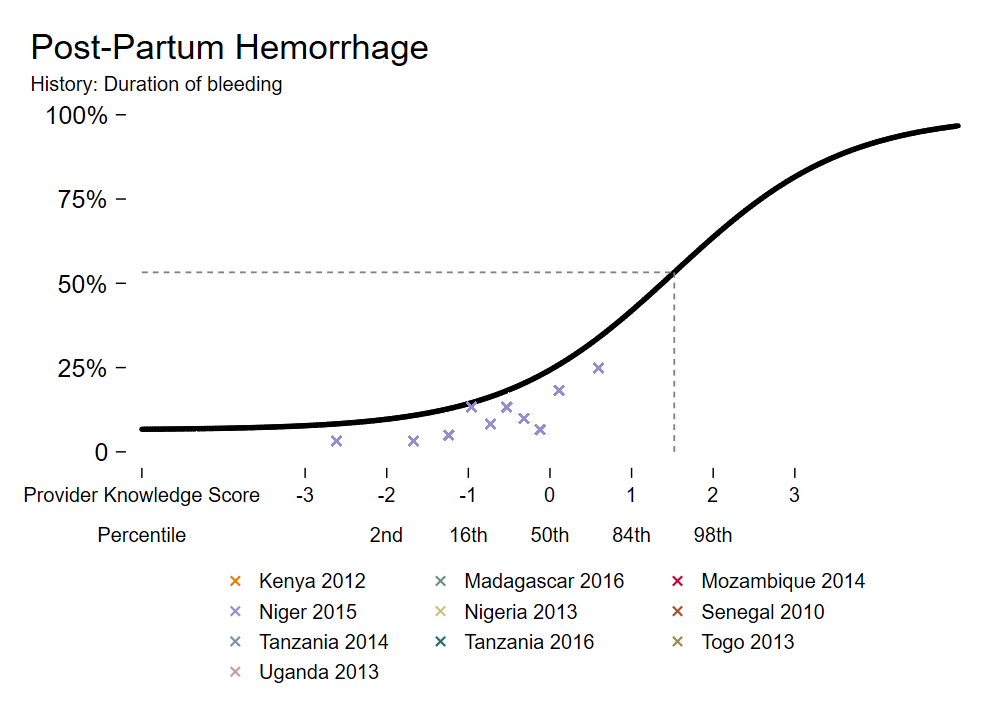 Post-Partum Hemorrhage
History: Duration of bleeding
100%
75%
50%
25%
0
Provider Knowledge Score -3 -2 -1 0 1 2 3
Percentile 2nd 16th 50th 84th 98th
Kenya 2012 Madagascar 2016 Mozambique 2014
Niger 2015 Nigeria 2013 Senegal 2010
Tanzania 2014 Tanzania 2016 Togo 2013
Uganda 2013